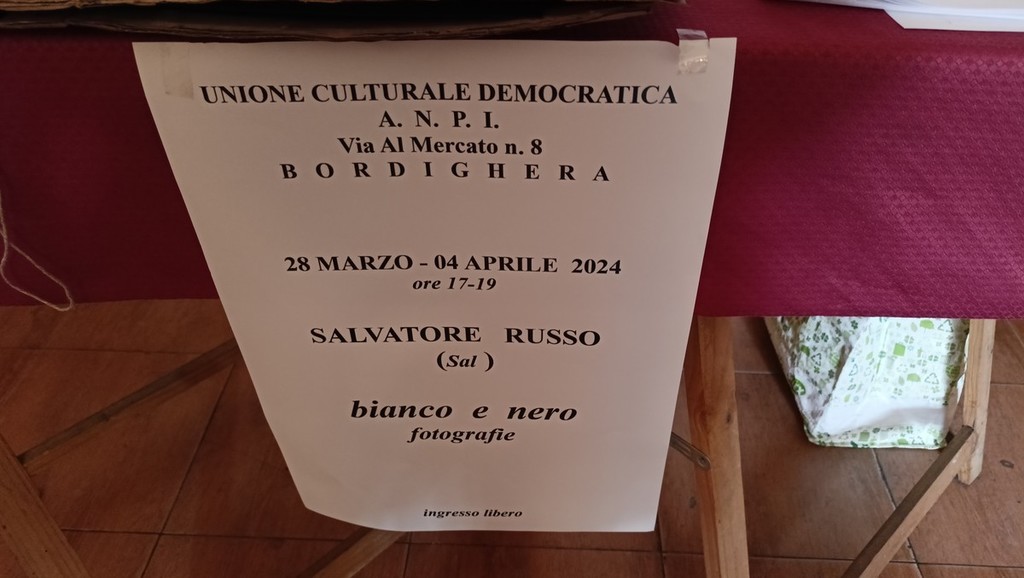 UNIONE CULTURALE DEMOCRATICA
A. N. P. I.
Via Al Mercato n. 8
B O R D I G H E R A
28 MARZO - 04 APRILE 2024
ore 17-19
SALVATORE RUSSO
(Sal )
bianco e nero
fotografie
ingresso libero